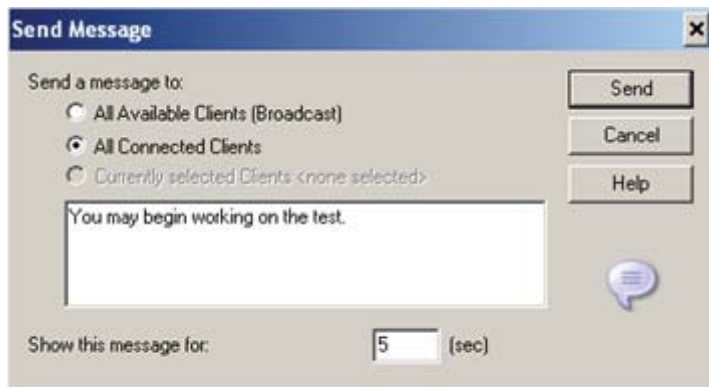 Send Message
Send a message to:
Send
All Available Clients (Broadcast)
All Connected Clients
Cancel
Currently selected Clients <none selected>
Help
You may begin working on the test.
Show this message for: 5 (sec)